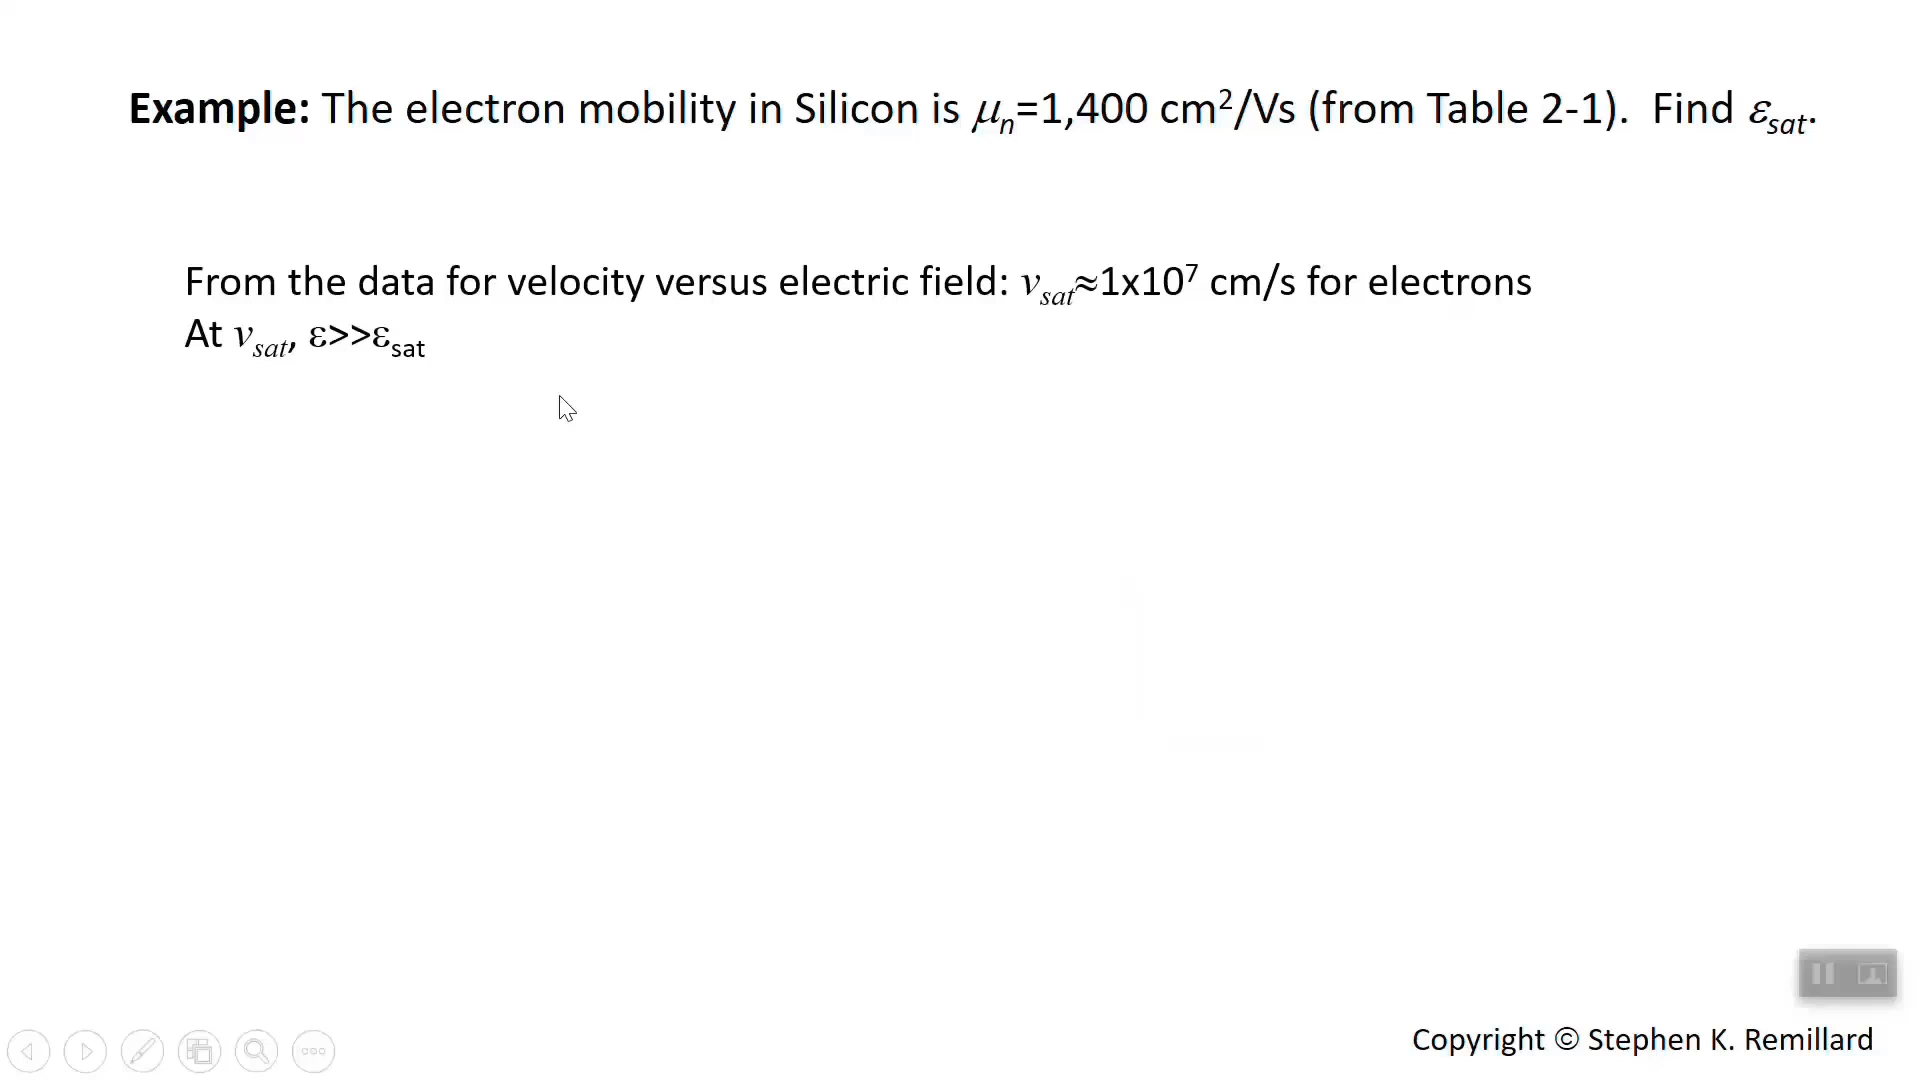 Example: The electron mobility in Silicon is μn=1,400 cm²/Vs (from Table 2-1). Find εsat.
From the data for velocity versus electric field: vsat≈1x10⁷ cm/s for electrons
At vsat, ε>>εsat
Copyright © Stephen K. Remillard